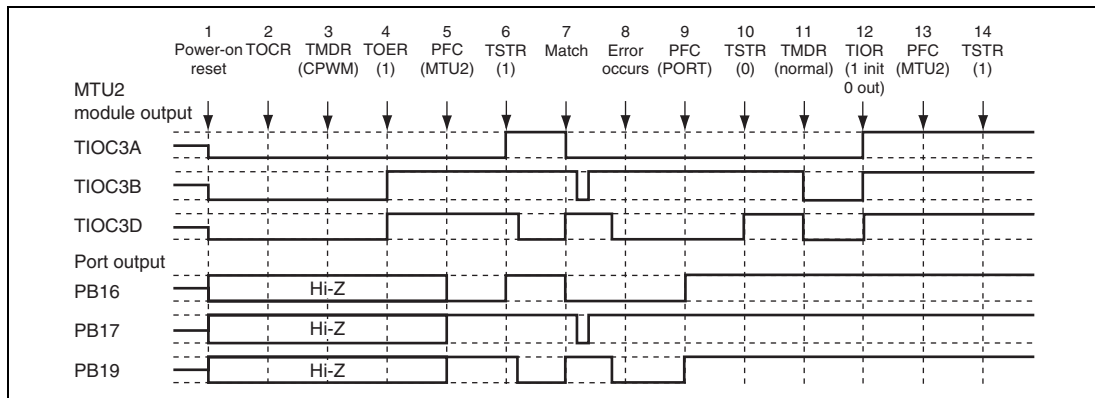 1 2 3 4 5 6 7 8 9 10 11 12 13 14
Power-on TOCR TMDR TOER PFC TSTR Match Error PFC TSTR TMDR TIOR PFC TSTR
reset (CPWM) (1) (MTU2) (1) occurs (PORT) (0) (normal) (1 init (MTU2) (1)
0 out)
MTU2
module output
TIOC3A
TIOC3B
TIOC3D
Port output
PB16 Hi-Z
PB17 Hi-Z
PB19 Hi-Z